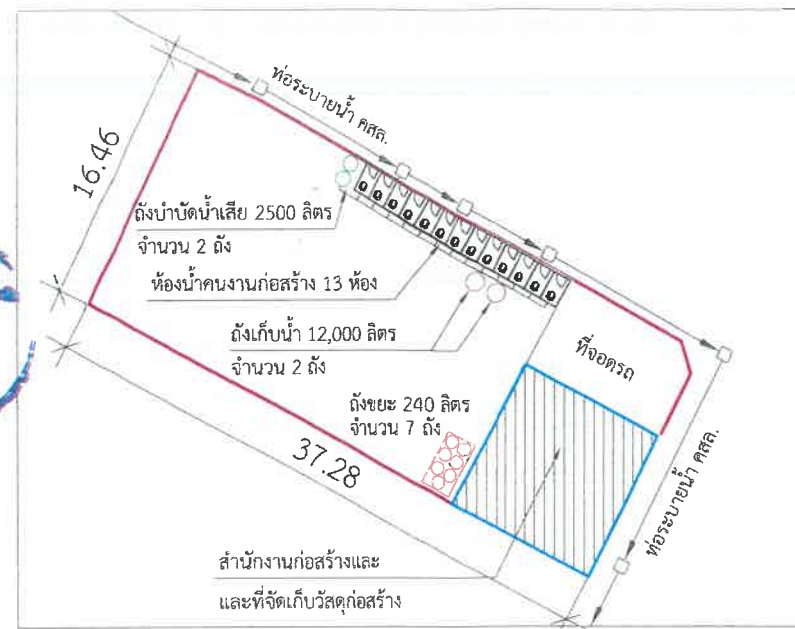 ท่อระบายน้ำ คสล.
16.46
ถังบำบัดน้ำเสีย 2500 ลิตร
จำนวน 2 ถัง
ห้องน้ำคนงานก่อสร้าง 13 ห้อง
ถังเก็บน้ำ 12,000 ลิตร
จำนวน 2 ถัง
ที่จอดรถ
ถังขยะ 240 ลิตร
จำนวน 7 ถัง
37.28
ท่อระบายน้ำ คสล.
สำนักงานก่อสร้างและ
และที่จัดเก็บวัสดุก่อสร้าง